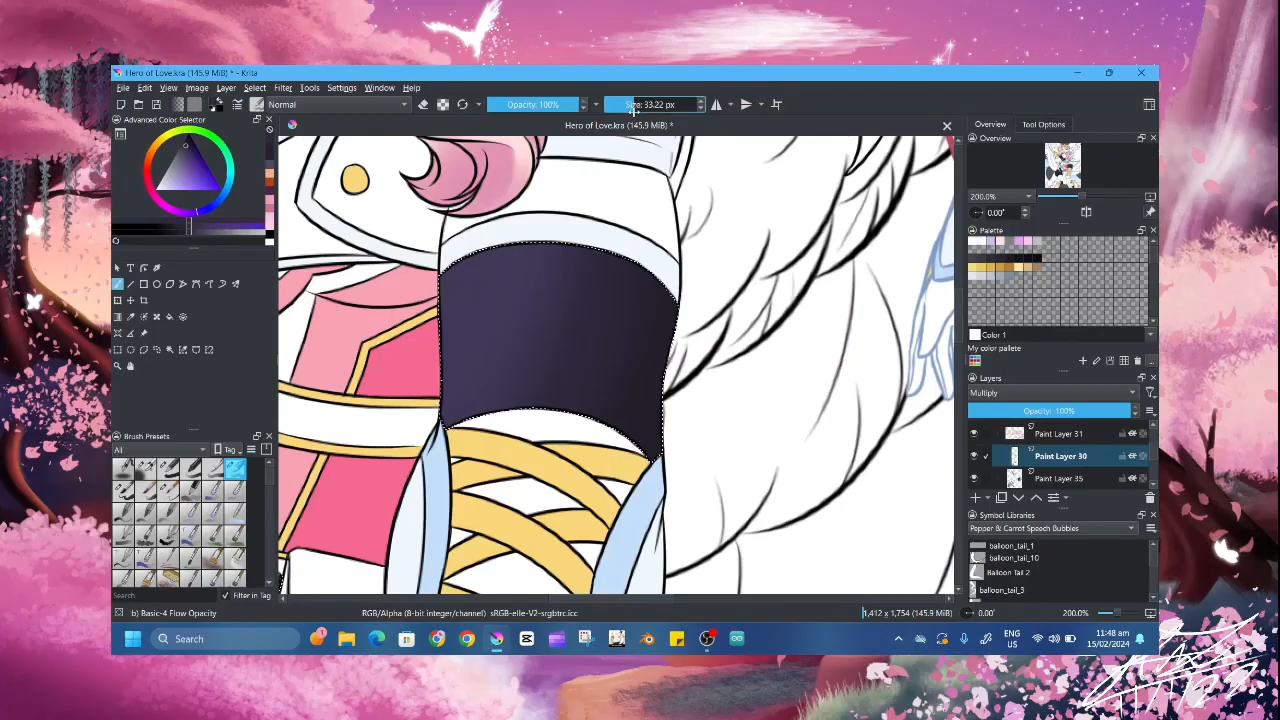 Hero of Love.kra (145.9 MiB) * - Krita
File Edit View Image Layer Select Filter Tools Settings Window Help
Normal
Opacity: 100%
Size: 33.22 px
Advanced Color Selector
Hero of Love.kra (145.9 MiB) *
Overview Tool Options
Overview
200.0%
0.00°
Palette
Color 1
My color palette
...
Layers
Multiply
Opacity: 100%
Paint Layer 31
Paint Layer 30
Paint Layer 35
Symbol Libraries
Pepper & Carrot Speech Bubbles
balloon_tail_1
balloon_tail_10
Balloon Tail 2
balloon_tail_3
Brush Presets
All
Tag
Search
Filter in Tag
b) Basic-4 Flow Opacity
RGB/Alpha (8-bit integer/channel) sRGB-elle-V2-srgbtrc.icc
1,412 x 1,754 (145.9 MiB)
0.00°
200.0%
Search
ENG
US
11:48 am
15/02/2024